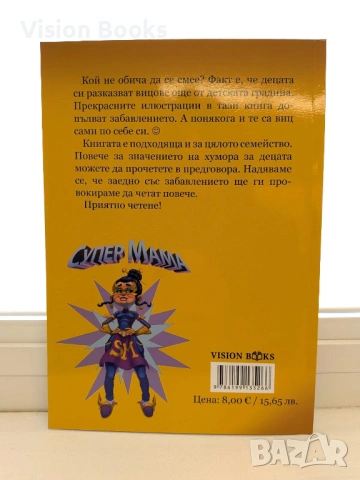 Vision Books
Кой не обича да се смее? Факт е, че децата
си разказват вицове още от детската градина.
Прекрасните илюстрации в тази книга до-
пълват забавлението. А понякога и те са виц
сами по себе си. ☺
Книгата е подходяща и за цялото семейство.
Повече за значението на хумора за децата
можете да прочетете в предговора. Надяваме
се, че заедно със забавлението ще ги про-
вокираме да четат повече.
Приятно четене!
СУПЕР МАМА
SM
VISION BOOKS
9786199135266
Цена: 8,00 € / 15,65 лв.
BAZAR